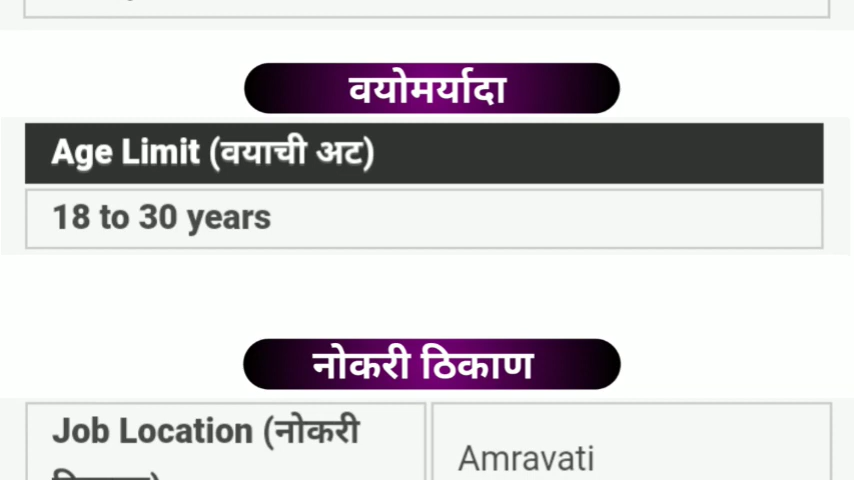 वयोमर्यादा
Age Limit (वयाची अट)
18 to 30 years
नोकरी ठिकाण
Job Location (नोकरी
Amravati